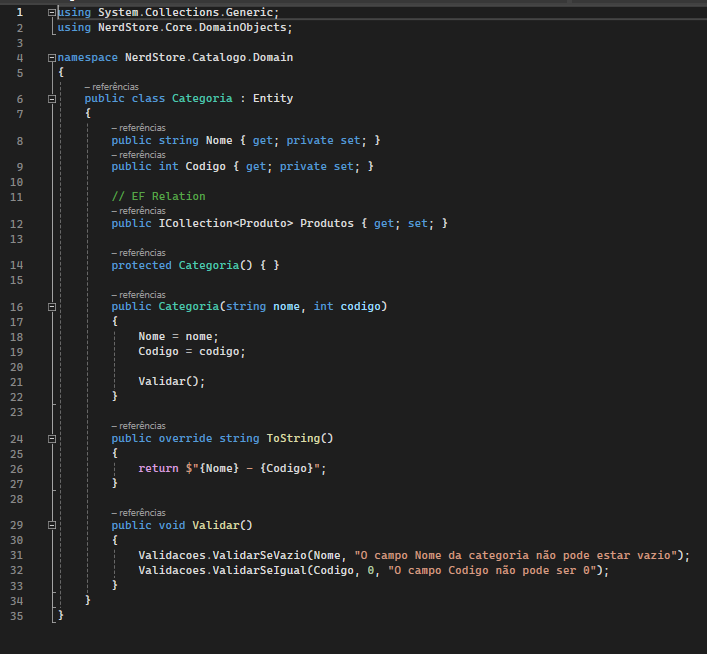 1 using System.Collections.Generic;
2 using NerdStore.Core.DomainObjects;
3
4 namespace NerdStore.Catalogo.Domain
5 {
– referências
6 public class Categoria : Entity
7 {
– referências
8 public string Nome { get; private set; }
– referências
9 public int Codigo { get; private set; }
10
11 // EF Relation
– referências
12 public ICollection<Produto> Produtos { get; set; }
13
– referências
14 protected Categoria() { }
15
– referências
16 public Categoria(string nome, int codigo)
17 {
18 Nome = nome;
19 Codigo = codigo;
20
21 Validar();
22 }
23
– referências
24 public override string ToString()
25 {
26 return $"{Nome} - {Codigo}";
27 }
28
– referências
29 public void Validar()
30 {
31 Validacoes.ValidarSeVazio(Nome, "O campo Nome da categoria não pode estar vazio");
32 Validacoes.ValidarSeIgual(Codigo, 0, "O campo Codigo não pode ser 0");
33 }
34 }
35 }